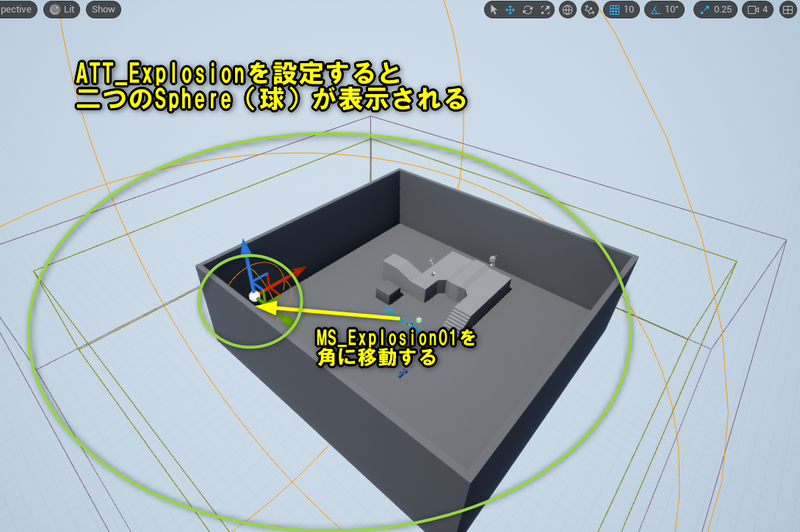 pective
Lit
Show
10
10°
0.25
4
ATT_Explosionを設定すると
二つのSphere（球）が表示される
MS_Explosion01を
角に移動する